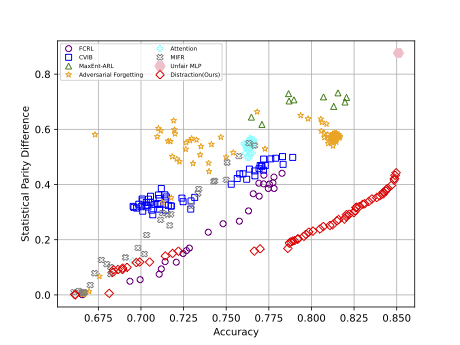 FCRL
CVIB
MaxEnt-ARL
Adversarial Forgetting
Attention
MIFR
Unfair MLP
Distraction(Ours)
Statistical Parity Difference
0.8
0.6
0.4
0.2
0.0
0.675 0.700 0.725 0.750 0.775 0.800 0.825 0.850
Accuracy